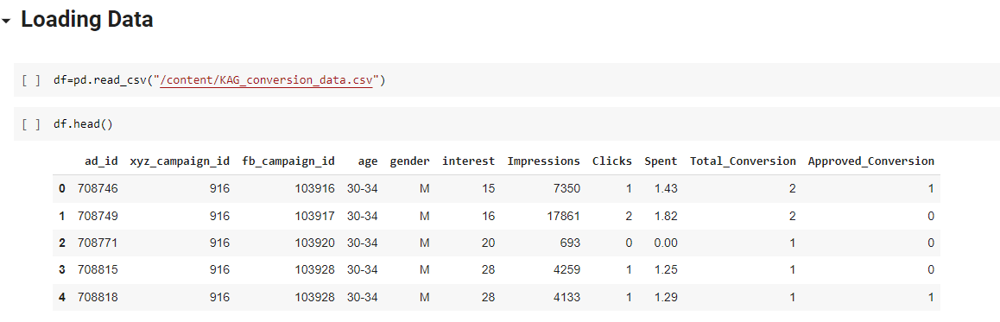 Loading Data
[ ] df=pd.read_csv("/content/KAG_conversion_data.csv")
[ ] df.head()
ad_id xyz_campaign_id fb_campaign_id age gender interest Impressions Clicks Spent Total_Conversion Approved_Conversion
0 708746 916 103916 30-34 M 15 7350 1 1.43 2 1
1 708749 916 103917 30-34 M 16 17861 2 1.82 2 0
2 708771 916 103920 30-34 M 20 693 0 0.00 1 0
3 708815 916 103928 30-34 M 28 4259 1 1.25 1 0
4 708818 916 103928 30-34 M 28 4133 1 1.29 1 1